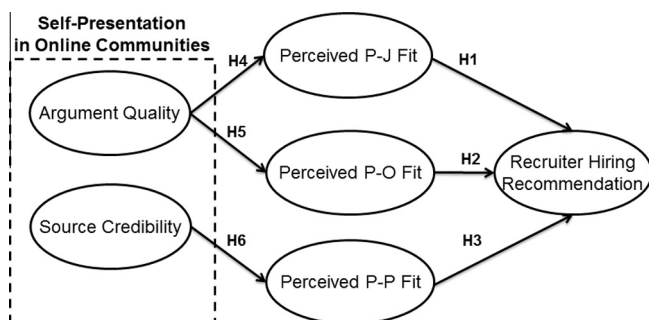 Self-Presentation
in Online Communities
Argument Quality
Source Credibility
H4
H5
H6
Perceived P-J Fit
Perceived P-O Fit
Perceived P-P Fit
H1
H2
H3
Recruiter Hiring
Recommendation